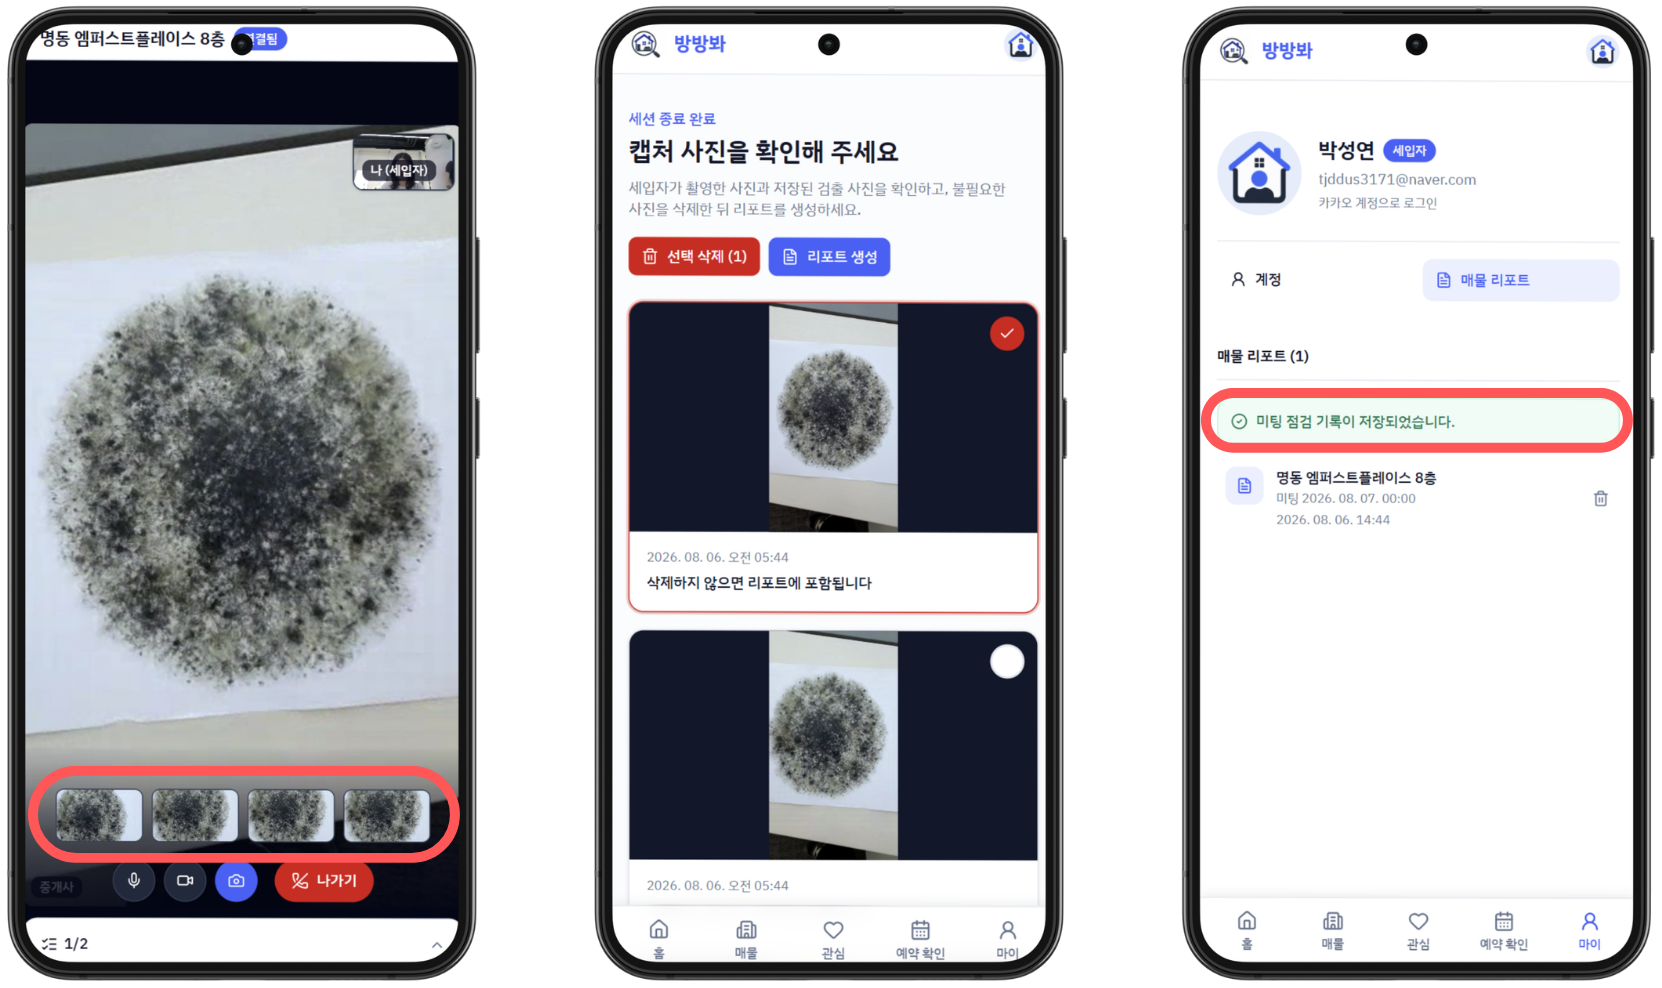 명동 엠퍼스트플레이스 8층
결됨
나 (세입자)
중개사
나가기
1/2
방방봐
세션 종료 완료
캡처 사진을 확인해 주세요
세입자가 촬영한 사진과 저장된 검출 사진을 확인하고, 불필요한
사진을 삭제한 뒤 리포트를 생성하세요.
선택 삭제 (1)
리포트 생성
2026. 08. 06. 오전 05:44
삭제하지 않으면 리포트에 포함됩니다
2026. 08. 06. 오전 05:44
홈
매물
관심
예약 확인
마이
방방봐
박성연
세입자
tjddus3171@naver.com
카카오 계정으로 로그인
계정
매물 리포트
매물 리포트 (1)
미팅 점검 기록이 저장되었습니다.
명동 엠퍼스트플레이스 8층
미팅 2026. 08. 07. 00:00
2026. 08. 06. 14:44
홈
매물
관심
예약 확인
마이